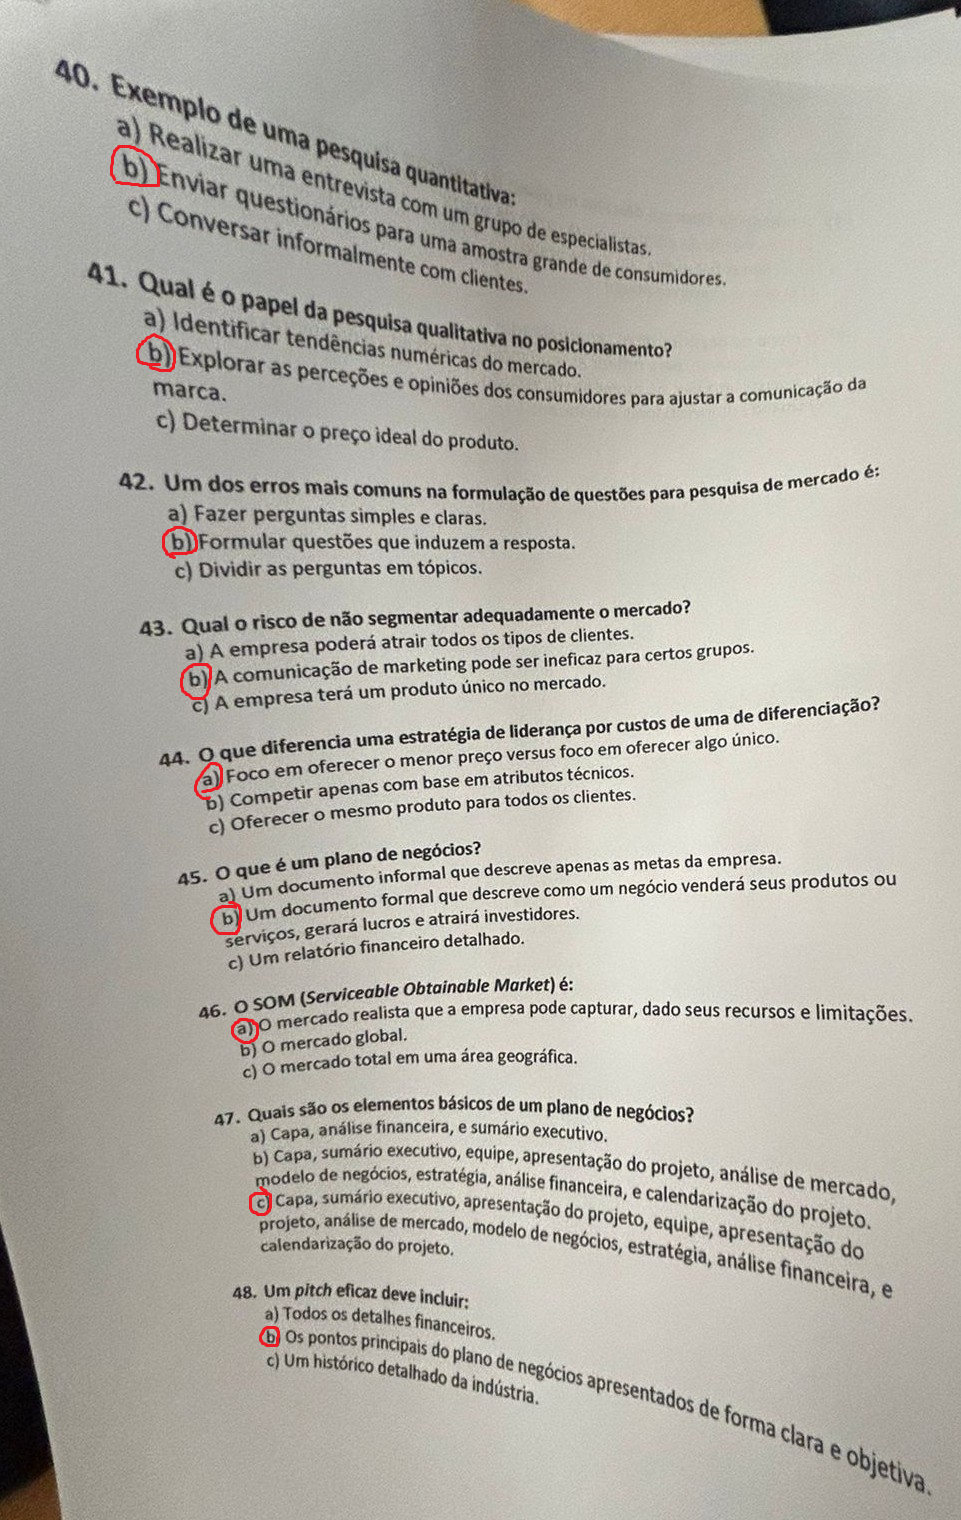 40. Exemplo de uma pesquisa quantitativa:
a) Realizar uma entrevista com um grupo de especialistas.
b) Enviar questionários para uma amostra grande de consumidores.
c) Conversar informalmente com clientes.
41. Qual é o papel da pesquisa qualitativa no posicionamento?
a) Identificar tendências numéricas do mercado.
b) Explorar as perceções e opiniões dos consumidores para ajustar a comunicação da
marca.
c) Determinar o preço ideal do produto.
42. Um dos erros mais comuns na formulação de questões para pesquisa de mercado é:
a) Fazer perguntas simples e claras.
b) Formular questões que induzem a resposta.
c) Dividir as perguntas em tópicos.
43. Qual o risco de não segmentar adequadamente o mercado?
a) A empresa poderá atrair todos os tipos de clientes.
b) A comunicação de marketing pode ser ineficaz para certos grupos.
c) A empresa terá um produto único no mercado.
44. O que diferencia uma estratégia de liderança por custos de uma de diferenciação?
a) Foco em oferecer o menor preço versus foco em oferecer algo único.
b) Competir apenas com base em atributos técnicos.
c) Oferecer o mesmo produto para todos os clientes.
45. O que é um plano de negócios?
a) Um documento informal que descreve apenas as metas da empresa.
b) Um documento formal que descreve como um negócio venderá seus produtos ou
serviços, gerará lucros e atrairá investidores.
c) Um relatório financeiro detalhado.
46. O SOM (Serviceable Obtainable Market) é:
a) O mercado realista que a empresa pode capturar, dado seus recursos e limitações.
b) O mercado global.
c) O mercado total em uma área geográfica.
47. Quais são os elementos básicos de um plano de negócios?
a) Capa, análise financeira, e sumário executivo.
b) Capa, sumário executivo, equipe, apresentação do projeto, análise de mercado,
modelo de negócios, estratégia, análise financeira, e calendarização do projeto.
c) Capa, sumário executivo, apresentação do projeto, equipe, apresentação do
projeto, análise de mercado, modelo de negócios, estratégia, análise financeira, e
calendarização do projeto.
48. Um pitch eficaz deve incluir:
a) Todos os detalhes financeiros.
b) Os pontos principais do plano de negócios apresentados de forma clara e objetiva.
c) Um histórico detalhado da indústria.